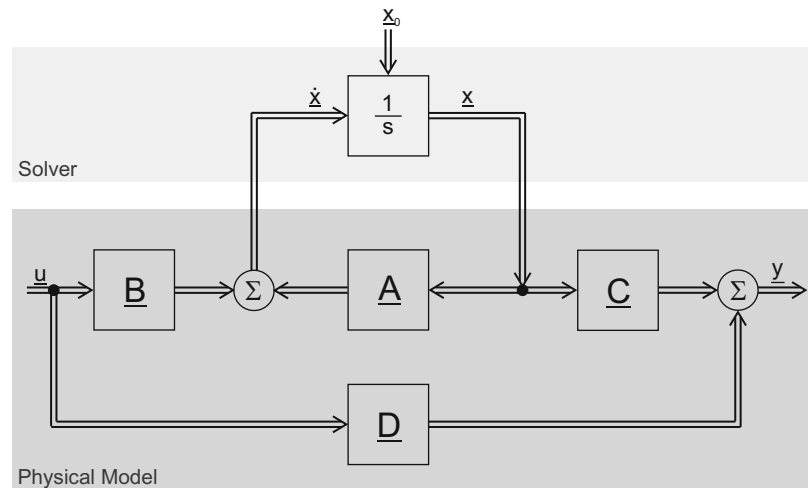 x₀
ẋ
1
s
x
Solver
u
B
Σ
A
C
Σ
y
D
Physical Model